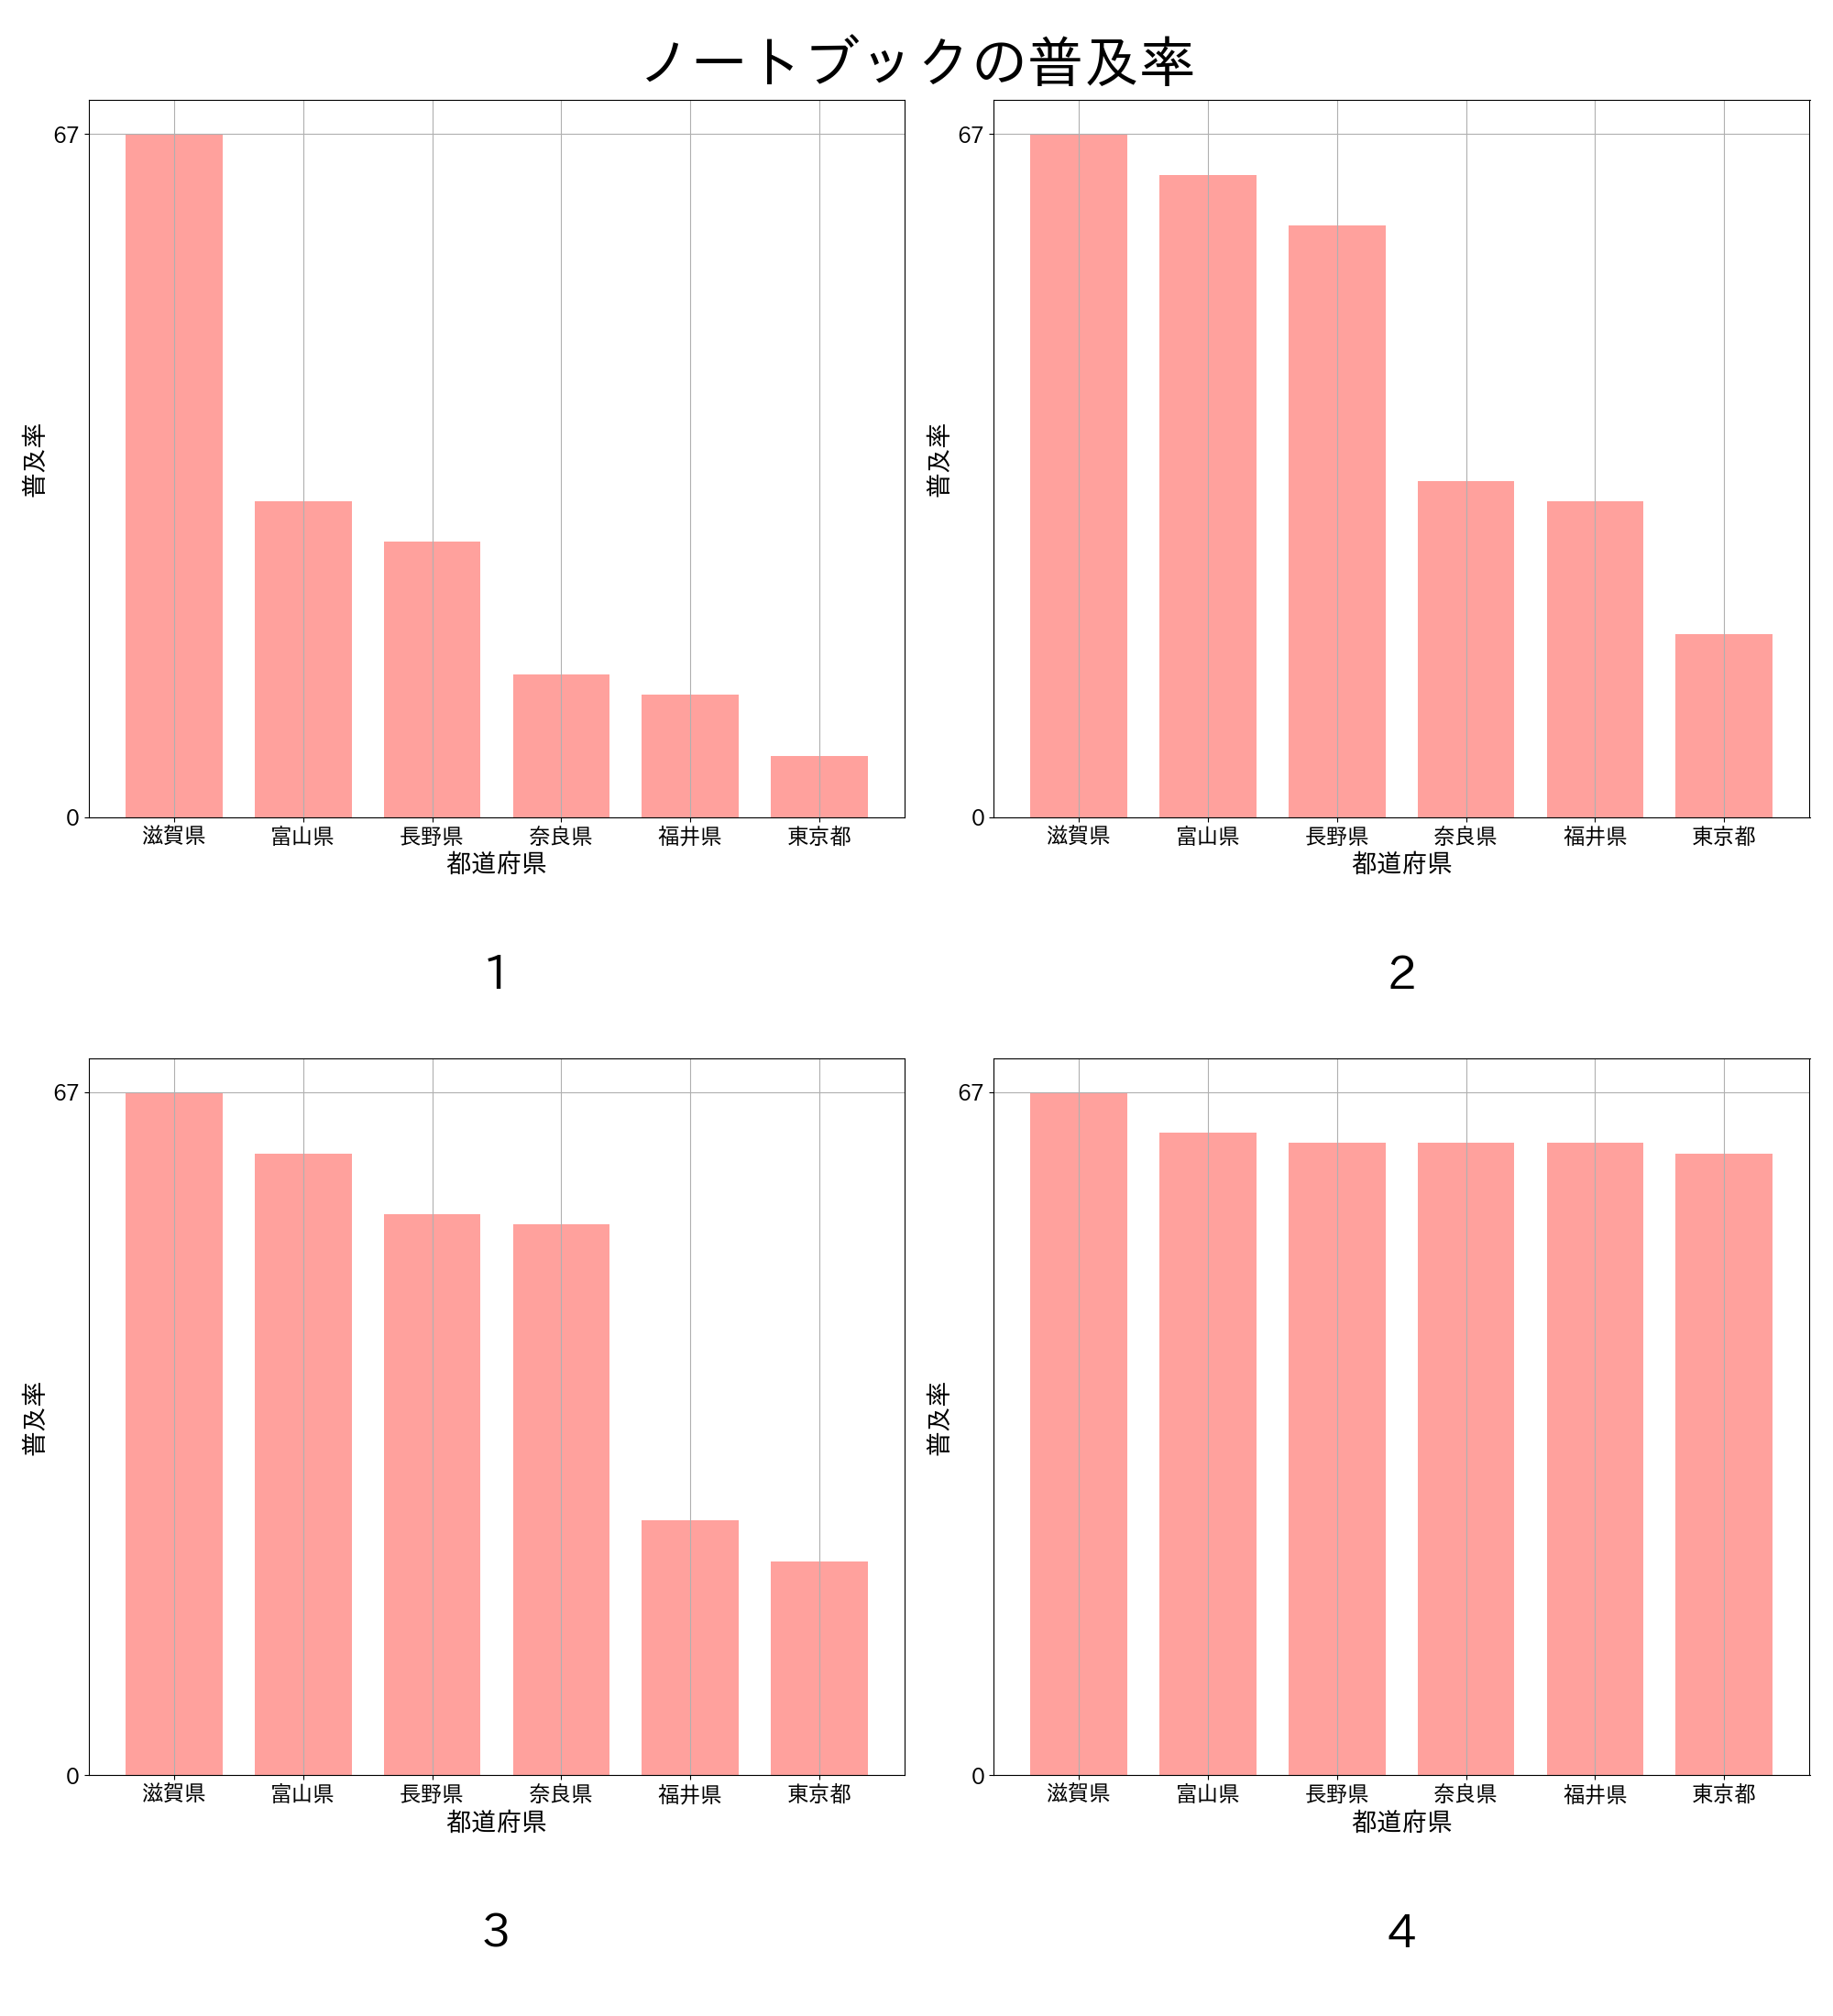 ノートブックの普及率
67
普及率
0
滋賀県 富山県 長野県 奈良県 福井県 東京都
都道府県
1
67
普及率
0
滋賀県 富山県 長野県 奈良県 福井県 東京都
都道府県
2
67
普及率
0
滋賀県 富山県 長野県 奈良県 福井県 東京都
都道府県
3
67
普及率
0
滋賀県 富山県 長野県 奈良県 福井県 東京都
都道府県
4